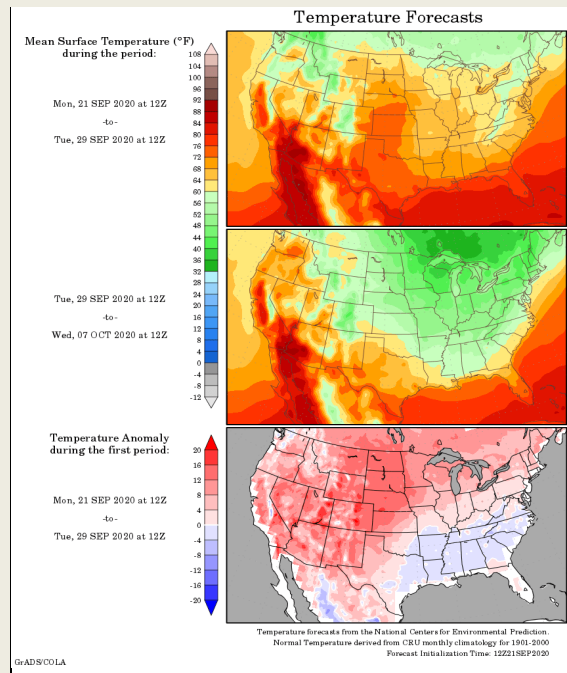 Temperature Forecasts
Mean Surface Temperature (°F)
during the period:
Mon, 21 SEP 2020 at 12Z
-to-
Tue, 29 SEP 2020 at 12Z
108
104
100
96
92
88
84
80
76
72
68
64
60
56
52
48
44
40
36
32
28
24
20
16
12
8
4
0
-4
-8
-12
Tue, 29 SEP 2020 at 12Z
-to-
Wed, 07 OCT 2020 at 12Z
Temperature Anomaly
during the first period:
Mon, 21 SEP 2020 at 12Z
-to-
Tue, 29 SEP 2020 at 12Z
20
16
12
8
4
0
-4
-8
-12
-16
-20
Temperature forecasts from the National Centers for Environmental Prediction.
Normal Temperature derived from CRU monthly climatology for 1901-2000
Forecast Initialization Time: 12Z21SEP2020
GrADS/COLA